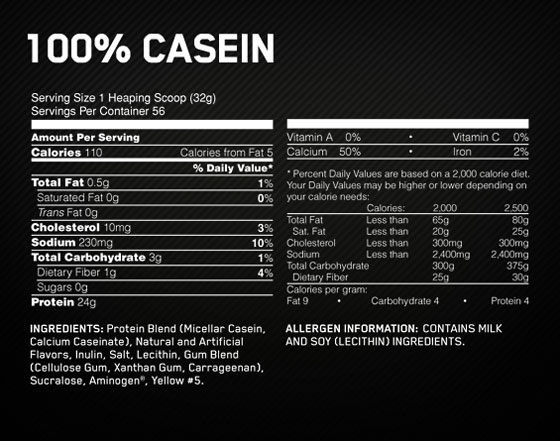 100% CASEIN
Serving Size 1 Heaping Scoop (32g)
Servings Per Container 56
Amount Per Serving
Calories 110 Calories from Fat 5
% Daily Value*
Total Fat 0.5g 1%
Saturated Fat 0g 0%
Trans Fat 0g
Cholesterol 10mg 3%
Sodium 230mg 10%
Total Carbohydrate 3g 1%
Dietary Fiber 1g 4%
Sugars 0g
Protein 24g
Vitamin A 0% • Vitamin C 0%
Calcium 50% • Iron 2%
* Percent Daily Values are based on a 2,000 calorie diet.
Your Daily Values may be higher or lower depending on
your calorie needs:
Calories: 2,000 2,500
Total Fat Less than 65g 80g
Sat. Fat Less than 20g 25g
Cholesterol Less than 300mg 300mg
Sodium Less than 2,400mg 2,400mg
Total Carbohydrate 300g 375g
Dietary Fiber 25g 30g
Calories per gram:
Fat 9 • Carbohydrate 4 • Protein 4
INGREDIENTS: Protein Blend (Micellar Casein,
Calcium Caseinate), Natural and Artificial
Flavors, Inulin, Salt, Lecithin, Gum Blend
(Cellulose Gum, Xanthan Gum, Carrageenan),
Sucralose, Aminogen®, Yellow #5.
ALLERGEN INFORMATION: CONTAINS MILK
AND SOY (LECITHIN) INGREDIENTS.